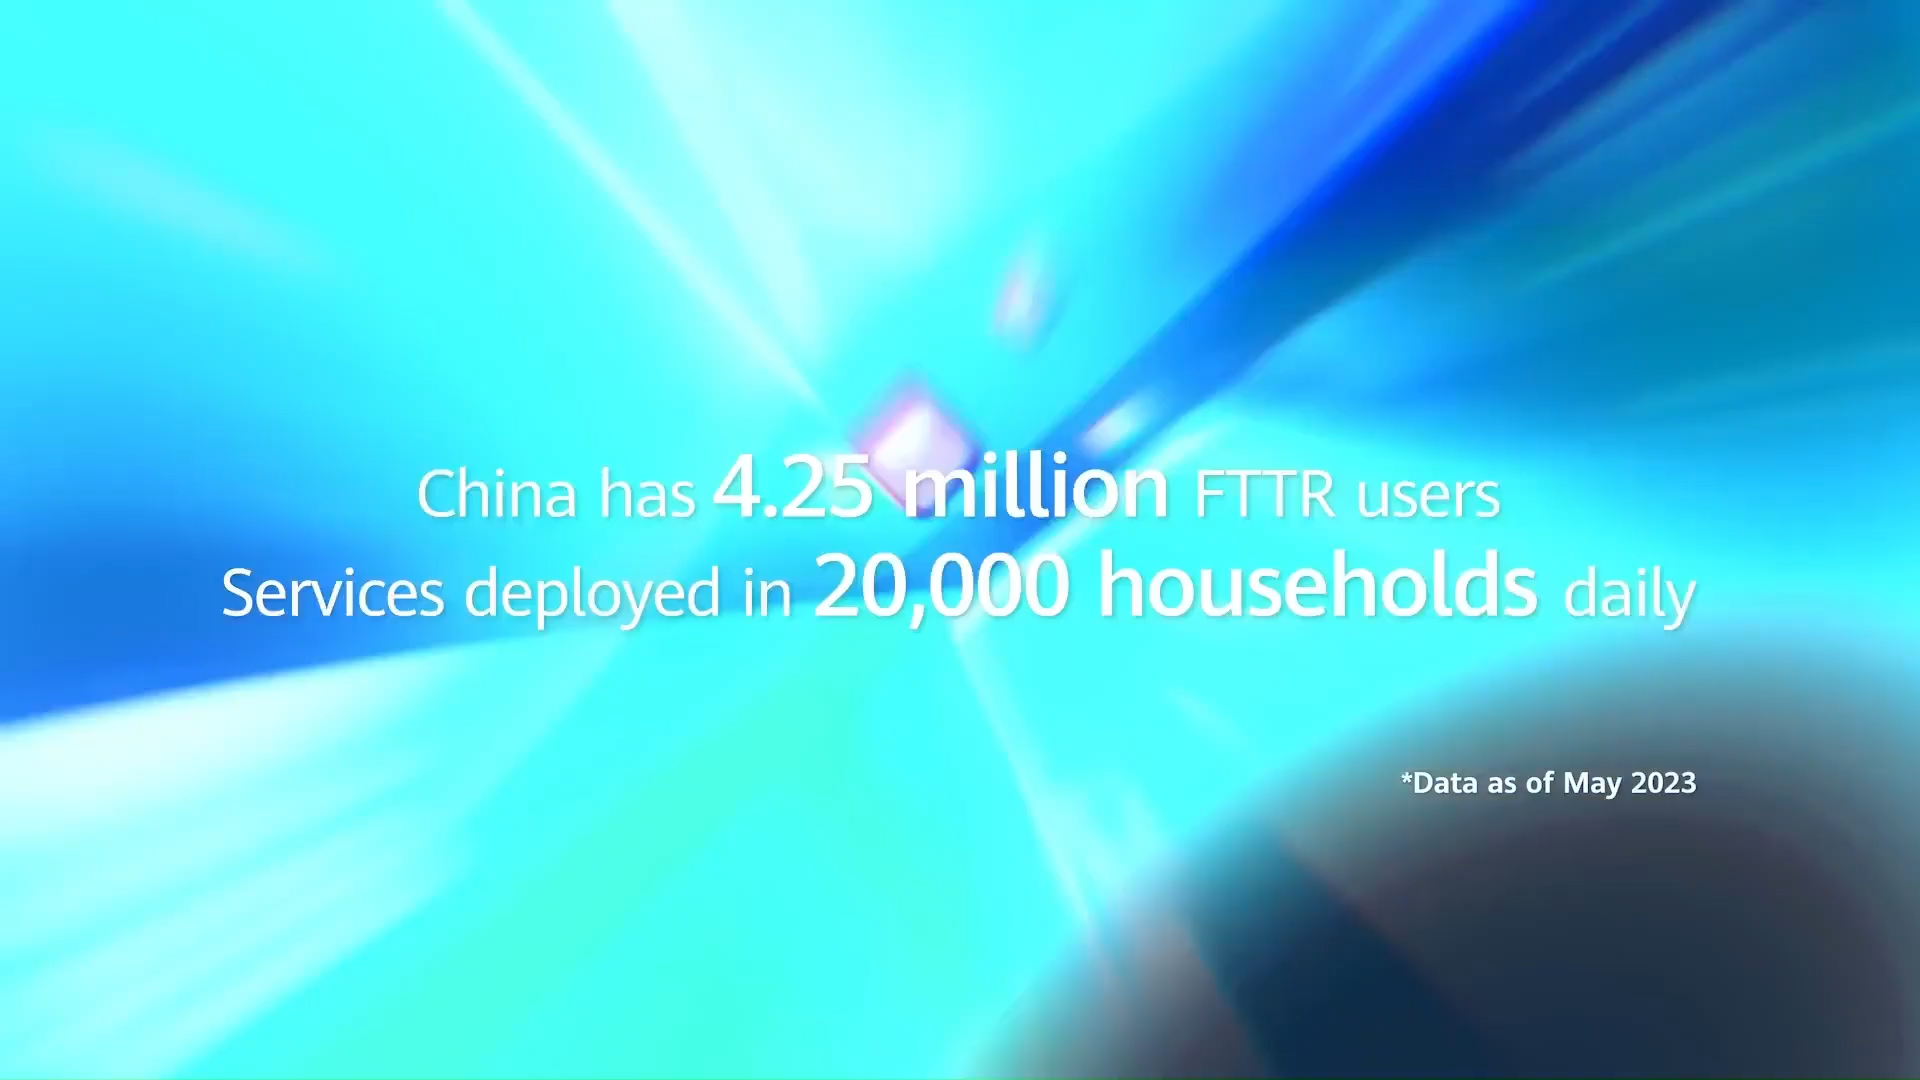 China has 4.25 million FTTR users
Services deployed in 20,000 households daily
*Data as of May 2023